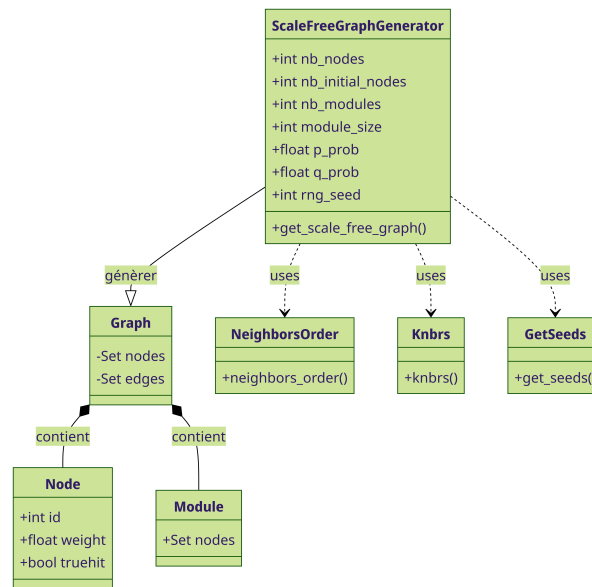 ScaleFreeGraphGenerator
+int nb_nodes
+int nb_initial_nodes
+int nb_modules
+int module_size
+float p_prob
+float q_prob
+int rng_seed
+get_scale_free_graph()
génèrer
uses
uses
uses
Graph
-Set nodes
-Set edges
NeighborsOrder
+neighbors_order()
Knbrs
+knbrs()
GetSeeds
+get_seeds(
contient
contient
Node
+int id
+float weight
+bool truehit
Module
+Set nodes